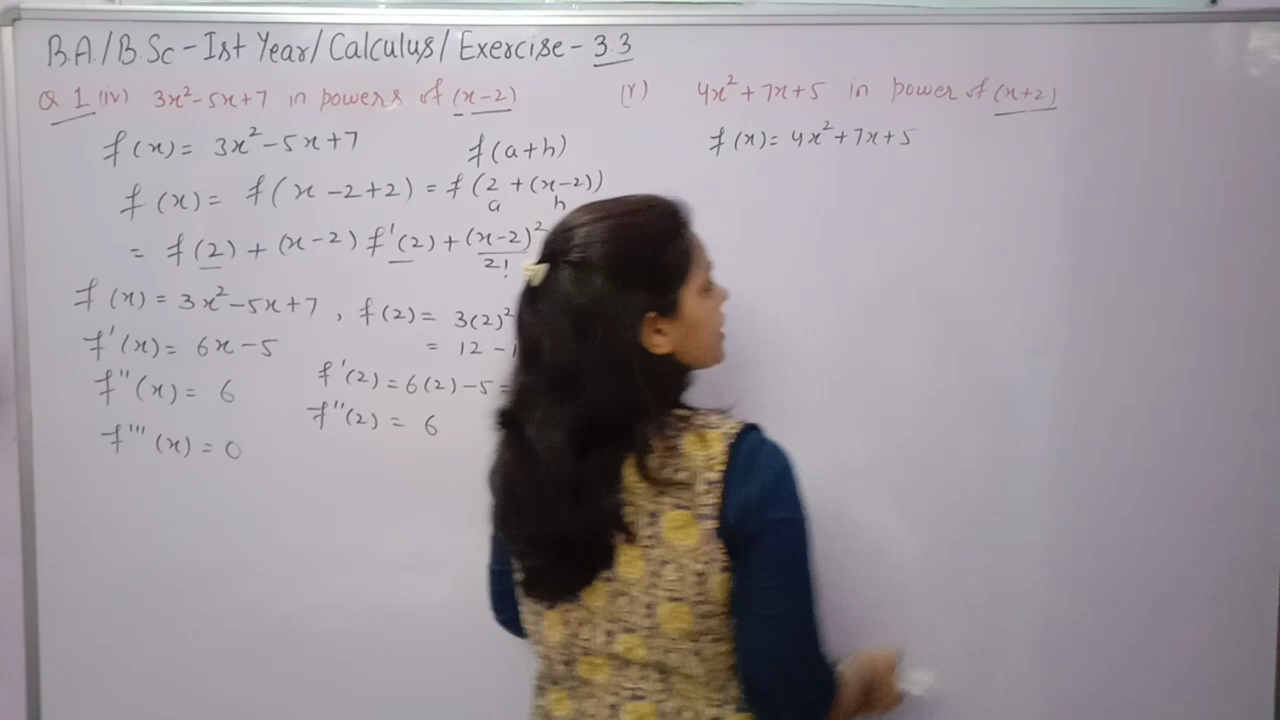 B.A./B.Sc - Ist Year/ Calculus/ Exercise - 3.3
Q 1 (iv) 3x²-5x+7 in powers of (x-2)
f(x) = 3x²-5x+7 f(a+h)
f(x) = f(x-2+2) = f(2+(x-2))
a h
= f(2) + (x-2) f'(2) + (x-2)²/2!
f(x) = 3x²-5x+7, f(2) = 3(2)²
f'(x) = 6x-5 = 12 -
f''(x) = 6 f'(2) = 6(2)-5 =
f'''(x) = 0 f''(2) = 6
(v) 4x²+7x+5 in power of (x+2)
f(x) = 4x²+7x+5